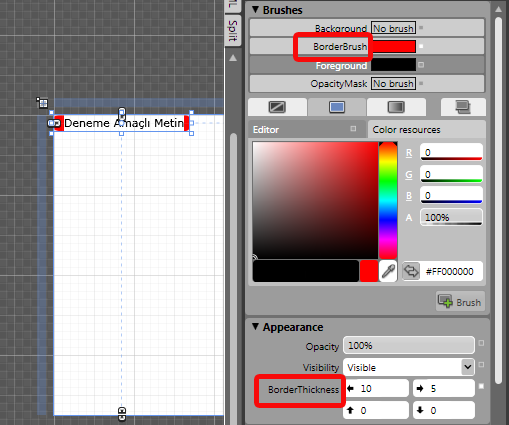 ML
Split
Deneme Amaçlı Metin
Brushes
Background No brush
BorderBrush
Foreground
OpacityMask No brush
Editor Color resources
R 0
G 0
B 0
A 100%
#FF000000
Brush
Appearance
Opacity 100%
Visibility Visible
BorderThickness 10 5
0 0